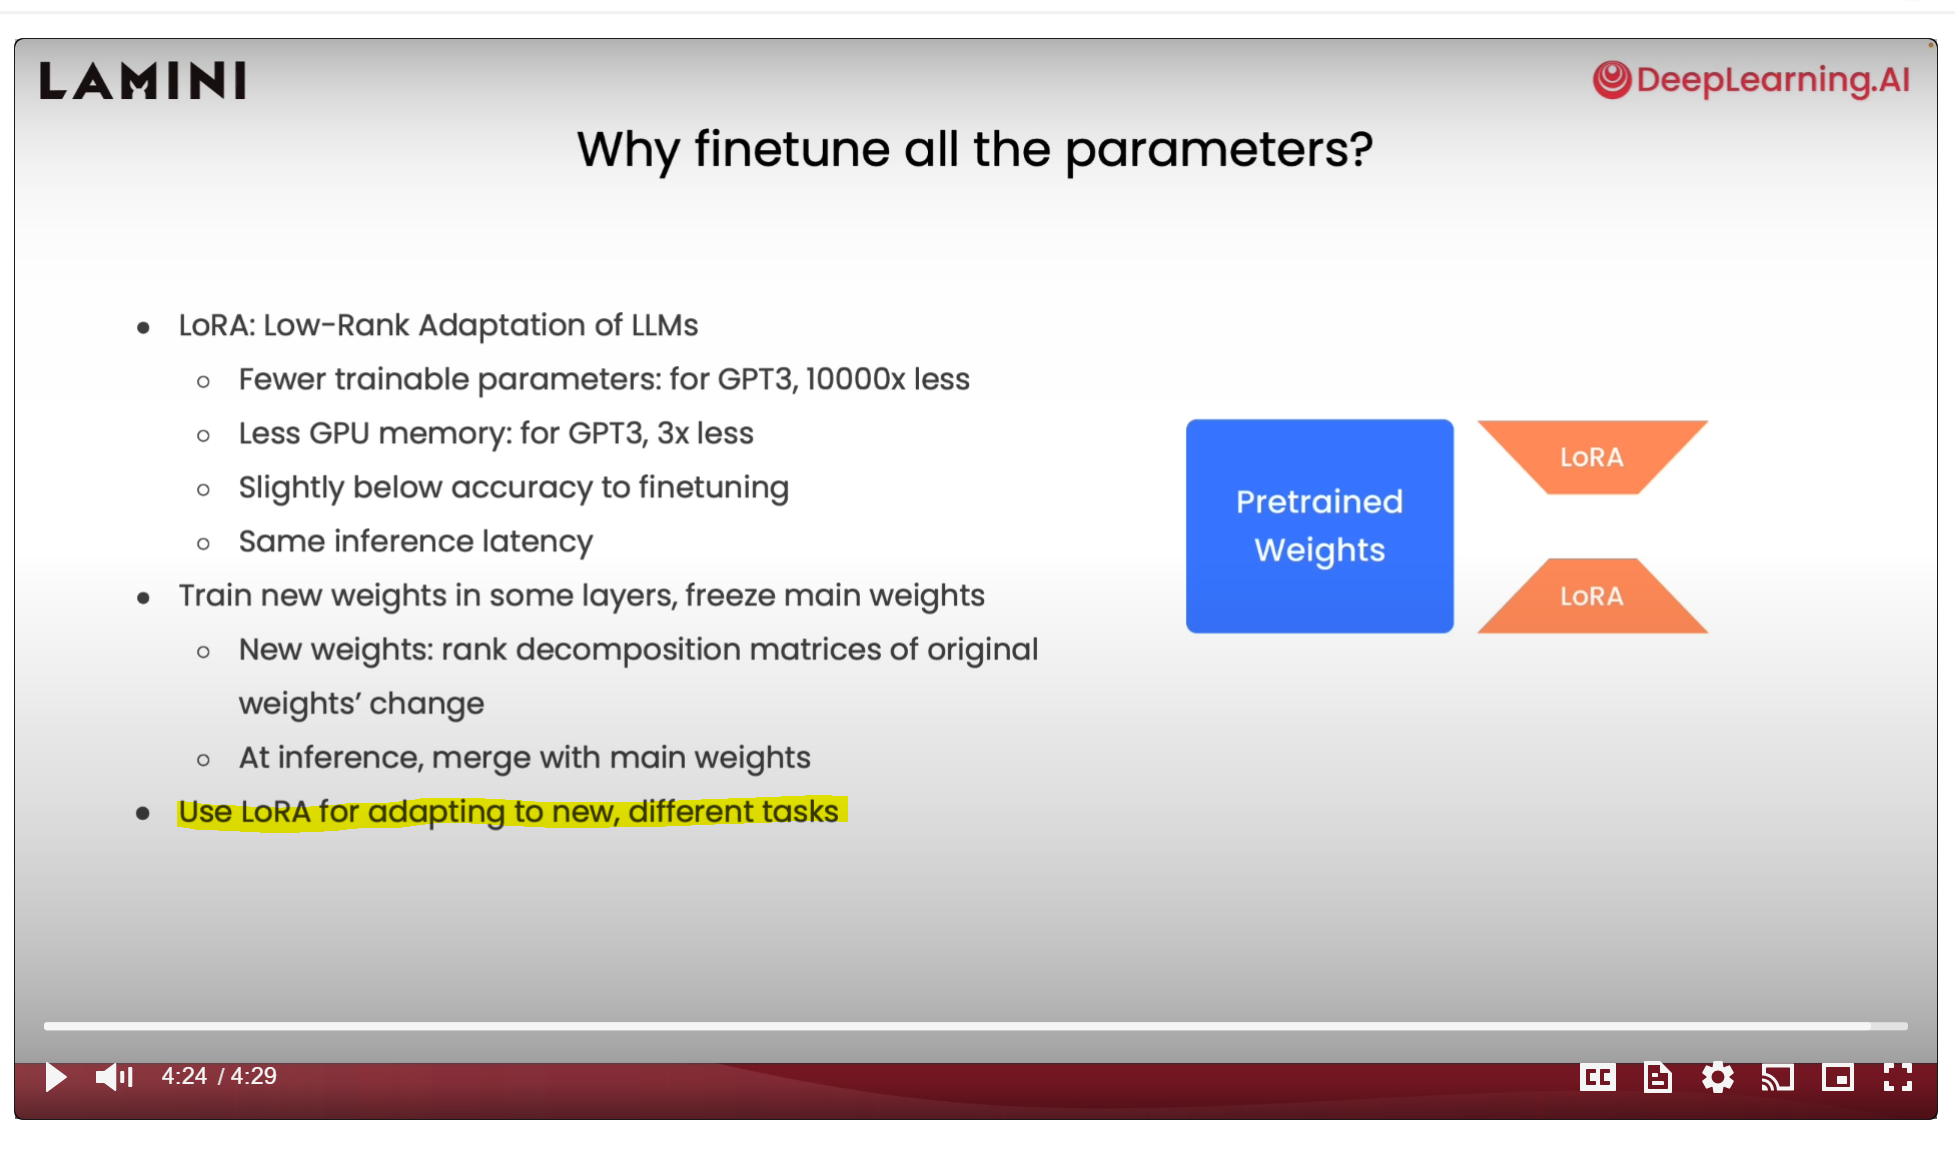 LAMINI
DeepLearning.AI
Why finetune all the parameters?
● LoRA: Low-Rank Adaptation of LLMs
○ Fewer trainable parameters: for GPT3, 10000x less
○ Less GPU memory: for GPT3, 3x less
○ Slightly below accuracy to finetuning
○ Same inference latency
● Train new weights in some layers, freeze main weights
○ New weights: rank decomposition matrices of original
weights’ change
○ At inference, merge with main weights
● Use LoRA for adapting to new, different tasks
Pretrained
Weights
LoRA
LoRA
4:24 / 4:29
CC